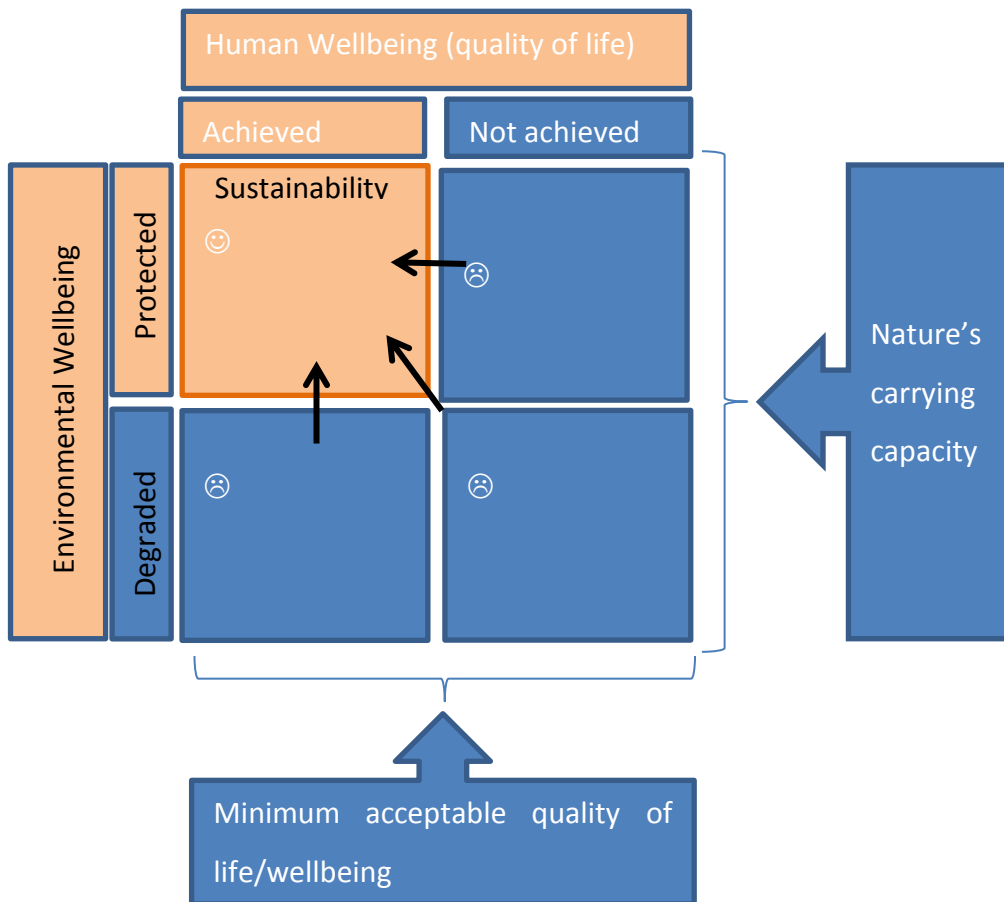 Human Wellbeing (quality of life)
Achieved
Not achieved
Environmental Wellbeing
Protected
Degraded
Sustainability
☺
☹
☹
☹
Nature’s
carrying
capacity
Minimum acceptable quality of
life/wellbeing